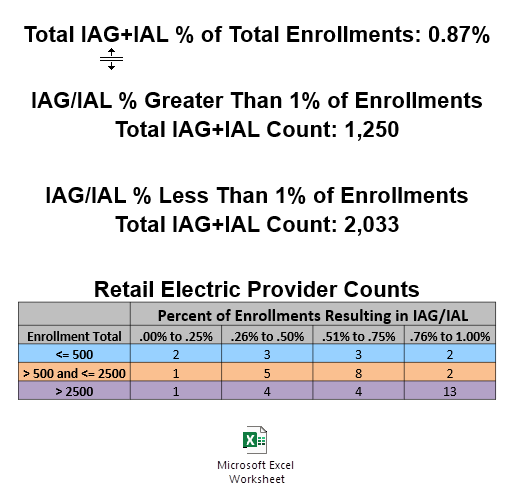 Total IAG+IAL % of Total Enrollments: 0.87%
IAG/IAL % Greater Than 1% of Enrollments
Total IAG+IAL Count: 1,250
IAG/IAL % Less Than 1% of Enrollments
Total IAG+IAL Count: 2,033
Retail Electric Provider Counts
Percent of Enrollments Resulting in IAG/IAL
Enrollment Total .00% to .25% .26% to .50% .51% to .75% .76% to 1.00%
<= 500 2 3 3 2
> 500 and <= 2500 1 5 8 2
> 2500 1 4 4 13
Microsoft Excel
Worksheet